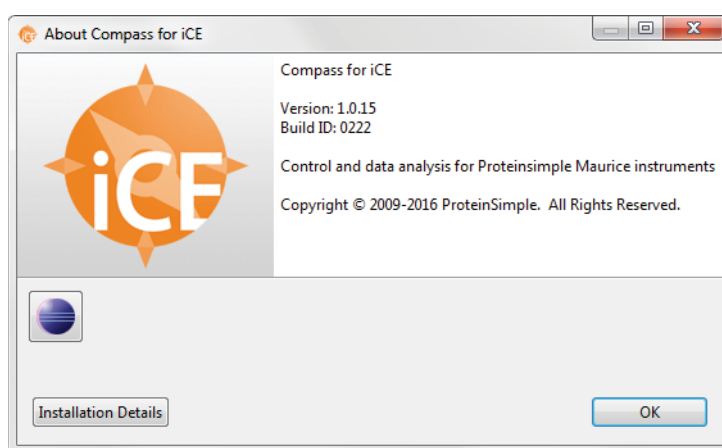 iCE
About Compass for iCE
Compass for iCE
Version: 1.0.15
Build ID: 0222
Control and data analysis for Proteinsimple Maurice instruments
Copyright © 2009-2016 ProteinSimple. All Rights Reserved.
iCE
Installation Details
OK